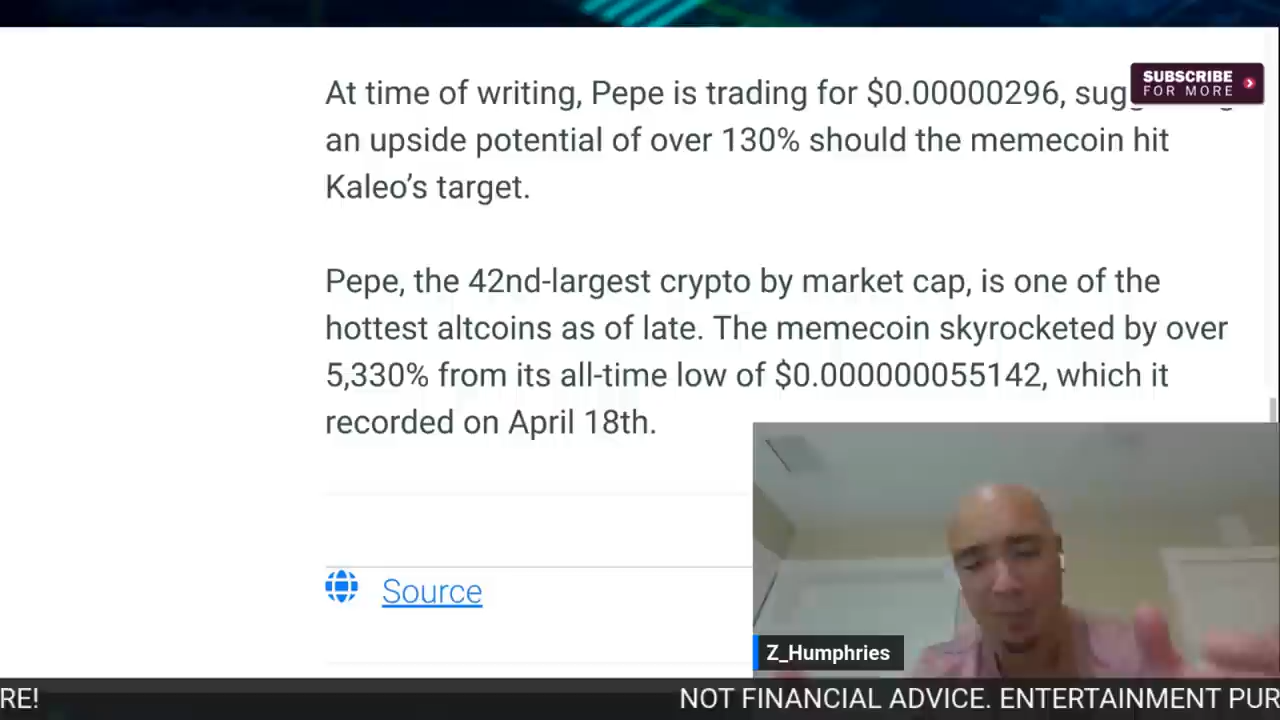 SUBSCRIBE
FOR MORE
At time of writing, Pepe is trading for $0.00000296,
an upside potential of over 130% should the memecoin hit
Kaleo’s target.
Pepe, the 42nd-largest crypto by market cap, is one of the
hottest altcoins as of late. The memecoin skyrocketed by over
5,330% from its all-time low of $0.000000055142, which it
recorded on April 18th.
Source
Z_Humphries
RE!
NOT FINANCIAL ADVICE. ENTERTAINMENT PUR